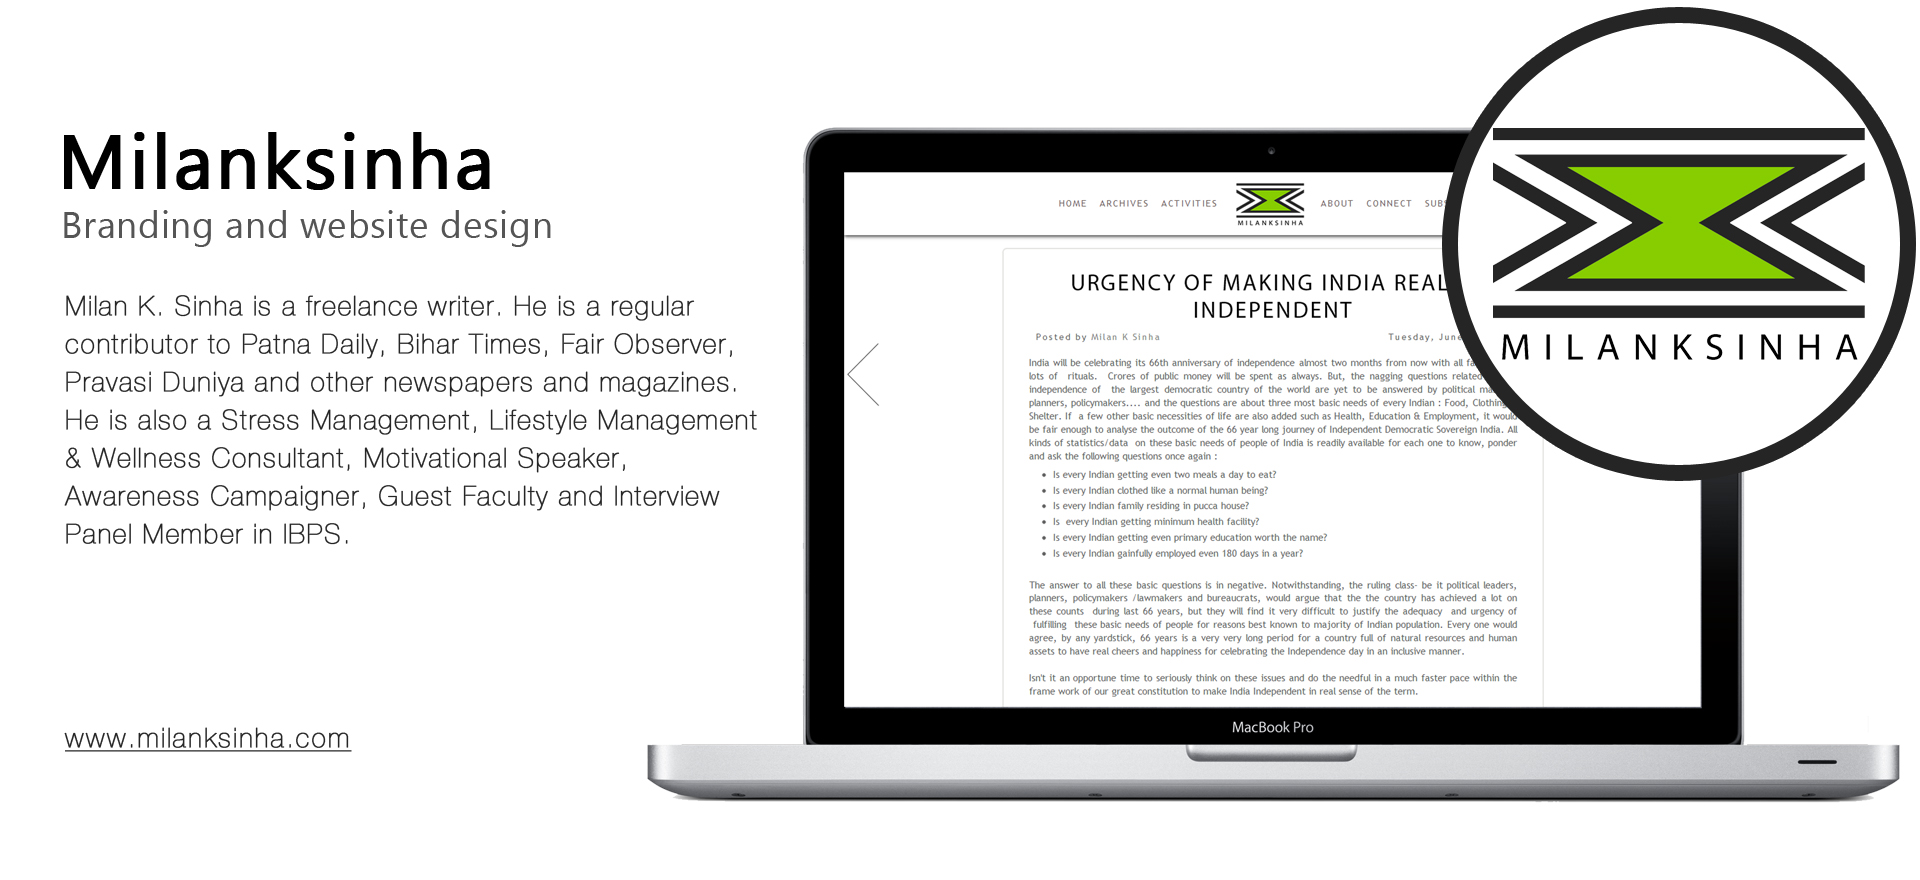 Milanksinha
Branding and website design
Milan K. Sinha is a freelance writer. He is a regular
contributor to Patna Daily, Bihar Times, Fair Observer,
Pravasi Duniya and other newspapers and magazines.
He is also a Stress Management, Lifestyle Management
& Wellness Consultant, Motivational Speaker,
Awareness Campaigner, Guest Faculty and Interview
Panel Member in IBPS.
www.milanksinha.com
HOME ARCHIVES ACTIVITIES MILANKSINHA ABOUT CONNECT
URGENCY OF MAKING INDIA
INDEPENDENT
Posted by Milan K Sinha Tuesday,
India will be celebrating its 66th anniversary of independence almost two months from now with all
lots of rituals. Crores of public money will be spent as always. But, the nagging questions related
independence of the largest democratic country of the world are yet to be answered by political
planners, policymakers.... and the questions are about three most basic needs of every Indian : Food, Clothing
Shelter. If a few other basic necessities of life are also added such as Health, Education & Employment, it would
be fair enough to analyse the outcome of the 66 year long journey of Independent Democratic Sovereign India. All
kinds of statistics/data on these basic needs of people of India is readily available for each one to know, ponder
and ask the following questions once again :
• Is every Indian getting even two meals a day to eat?
• Is every Indian clothed like a normal human being?
• Is every Indian family residing in pucca house?
• Is every Indian getting minimum health facility?
• Is every Indian getting even primary education worth the name?
• Is every Indian gainfully employed even 180 days in a year?
The answer to all these basic questions is in negative. Notwithstanding, the ruling class- be it political leaders,
planners, policymakers /lawmakers and bureaucrats, would argue that the the country has achieved a lot on
these counts during last 66 years, but they will find it very difficult to justify the adequacy and urgency of
fulfilling these basic needs of people for reasons best known to majority of Indian population. Every one would
agree, by any yardstick, 66 years is a very very long period for a country full of natural resources and human
assets to have real cheers and happiness for celebrating the Independence day in an inclusive manner.
Isn't it an opportune time to seriously think on these issues and do the needful in a much faster pace within the
frame work of our great constitution to make India Independent in real sense of the term.
MacBook Pro
MILANKSINHA